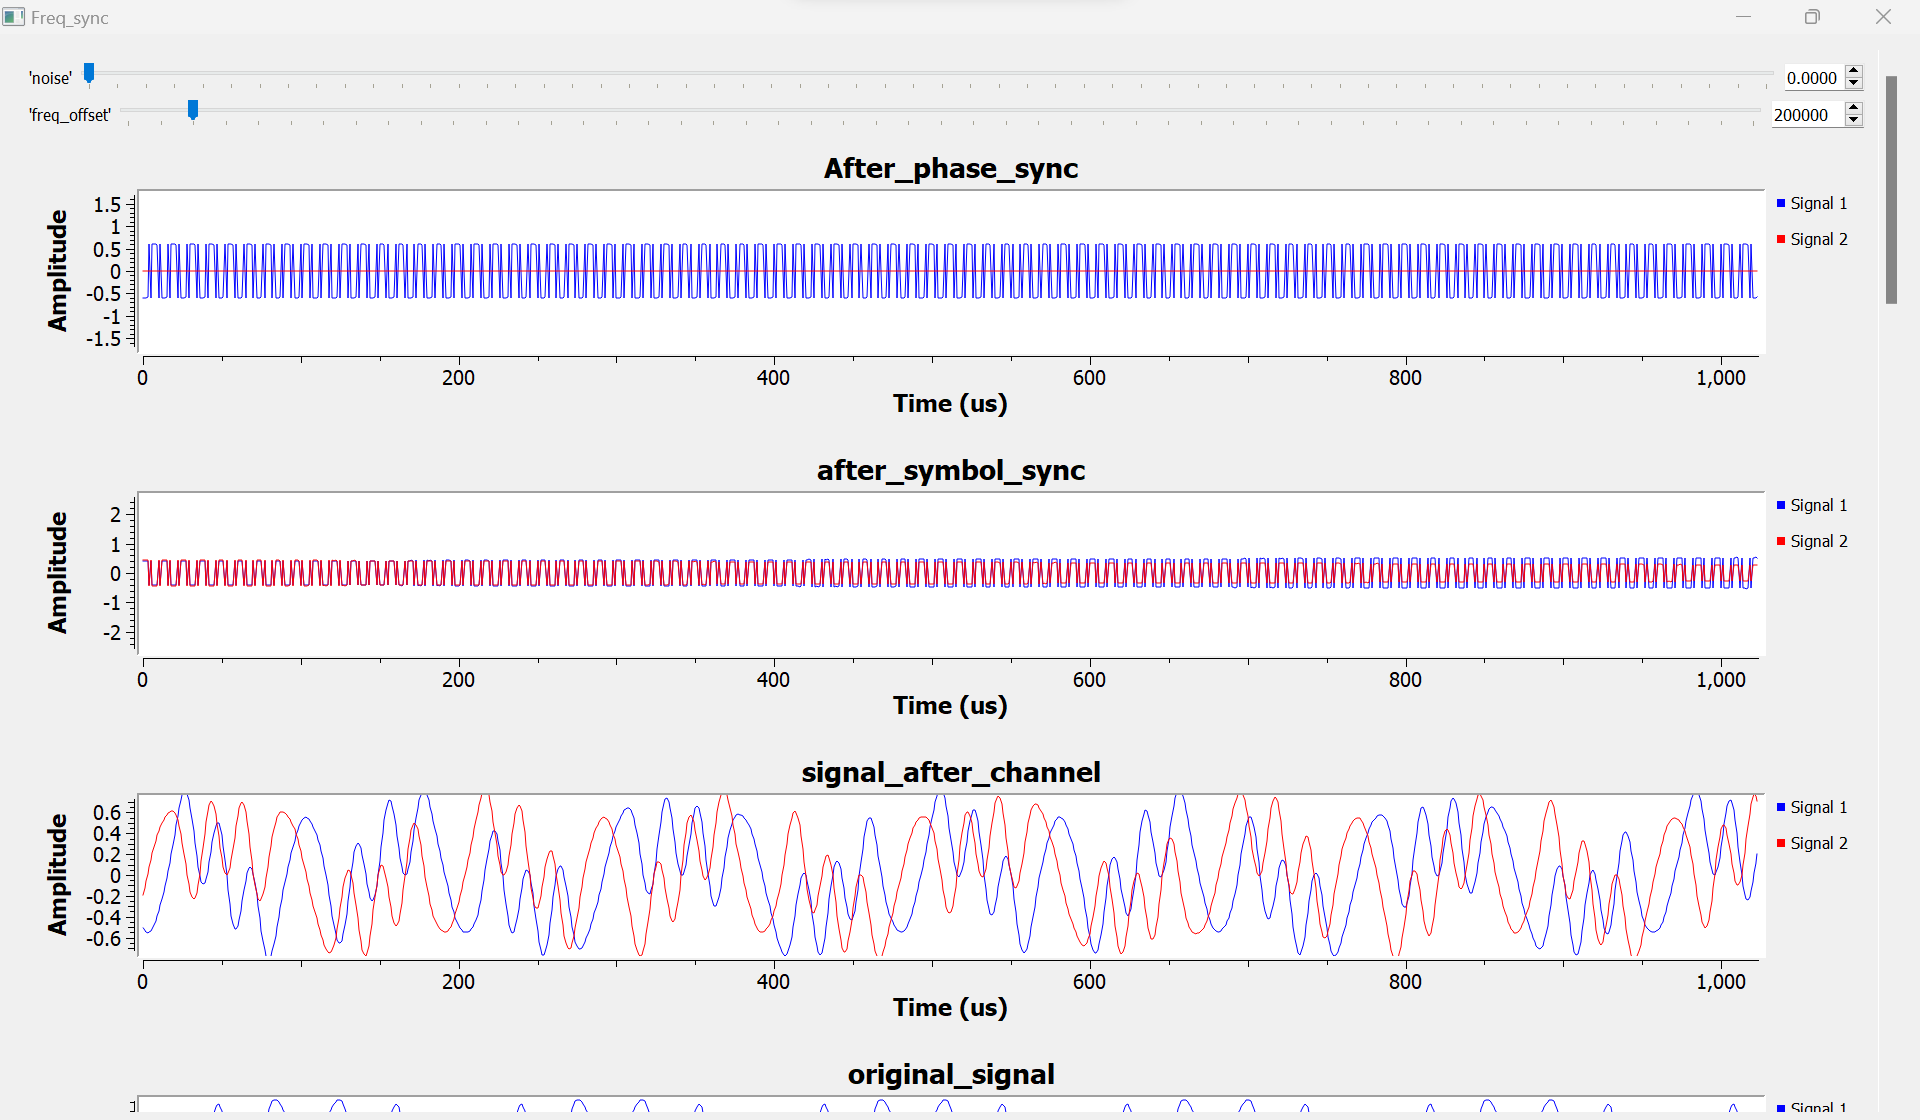 Freq_sync
'noise' 0.0000
'freq_offset' 200000
After_phase_sync
Amplitude
1.5
1
0.5
0
-0.5
-1
-1.5
Signal 1
Signal 2
0 200 400 600 800 1,000
Time (us)
after_symbol_sync
Amplitude
2
1
0
-1
-2
Signal 1
Signal 2
0 200 400 600 800 1,000
Time (us)
signal_after_channel
Amplitude
0.6
0.4
0.2
0
-0.2
-0.4
-0.6
Signal 1
Signal 2
0 200 400 600 800 1,000
Time (us)
original_signal
Signal 1